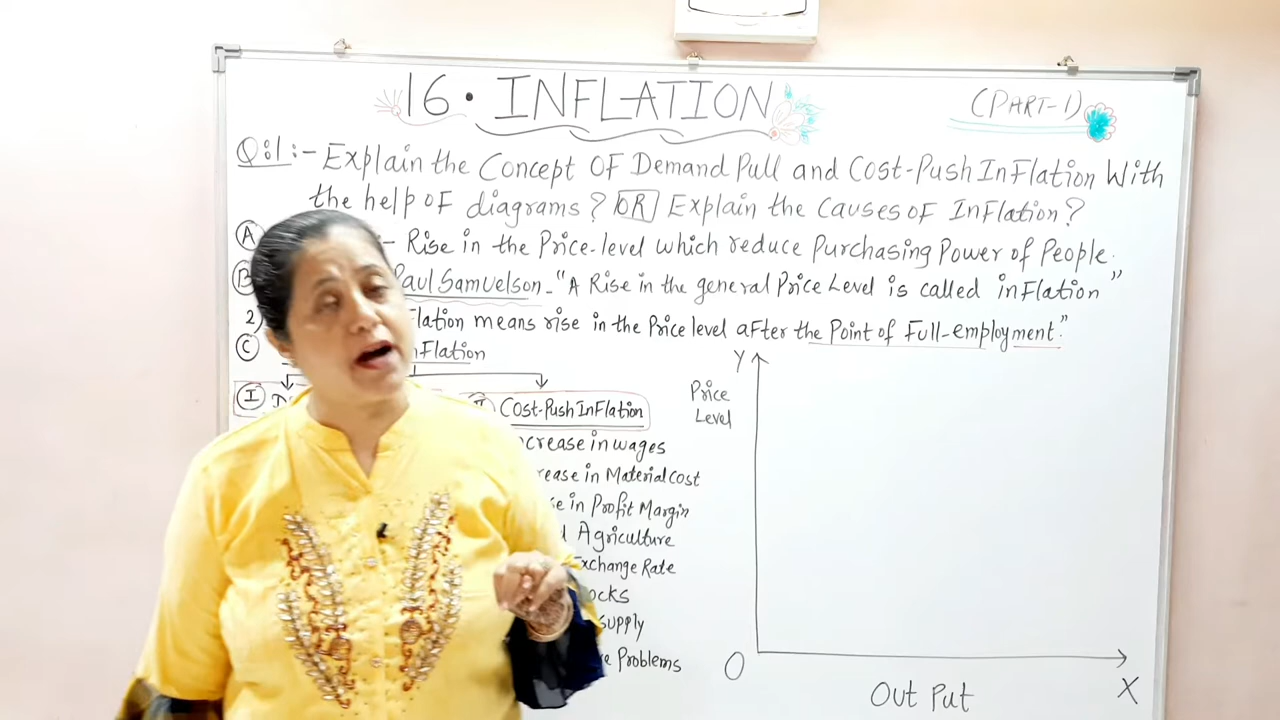 16. INFLATION
(PART-1)
Q:1:- Explain the Concept OF Demand Pull and Cost-Push Inflation With
the help OF diagrams? OR Explain the causes of Inflation?
A :- Rise in the Price-level which reduce Purchasing Power of People.
B Paul Samuelson - "A Rise in the general Price Level is called inflation"
2) flation means rise in the Price level after the Point of Full-employment."
C nflation
I D II Cost-Push Inflation
crease in wages
rease in Material cost
se in Profit Margin
d Agriculture
Exchange Rate
ocks
Supply
e Problems
Y
Price
Level
O
X
Out Put